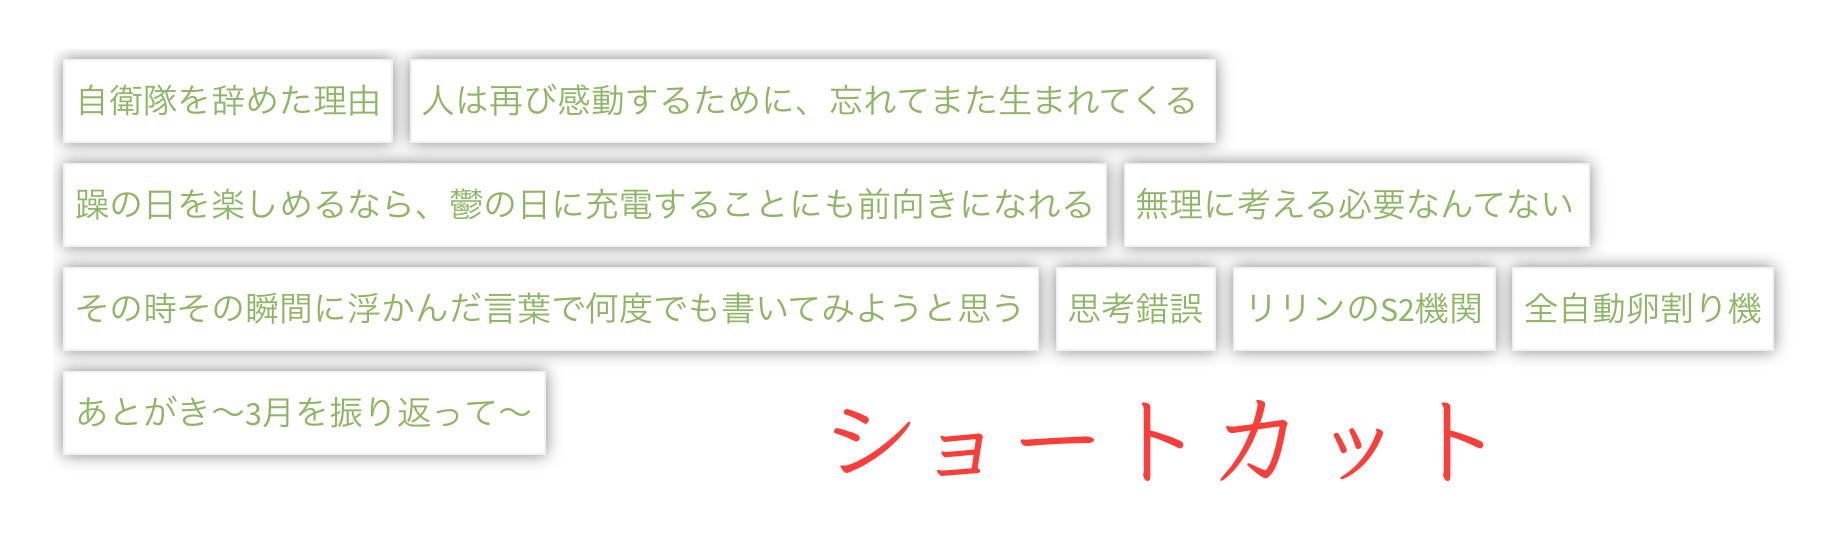 自衛隊を辞めた理由 人は再び感動するために、忘れてまた生まれてくる
躁の日を楽しめるなら、鬱の日に充電することにも前向きになれる 無理に考える必要なんてない
その時その瞬間に浮かんだ言葉で何度でも書いてみようと思う 思考錯誤 リリンのS2機関 全自動卵割り機
あとがき〜3月を振り返って〜
ショートカット